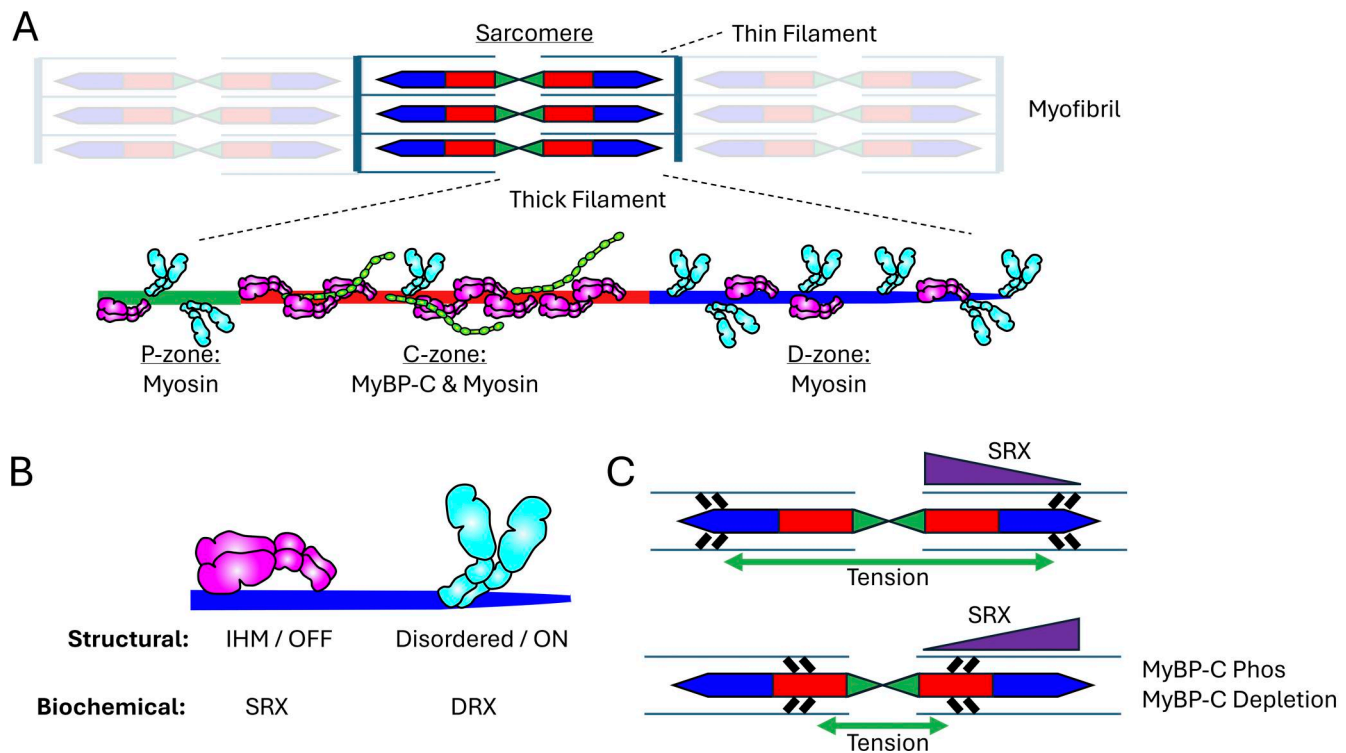 A
Sarcomere
Thin Filament
Myofibril
Thick Filament
P-zone:
Myosin
C-zone:
MyBP-C & Myosin
D-zone:
Myosin
B
Structural: IHM / OFF Disordered / ON
Biochemical: SRX DRX
C
SRX
Tension
SRX
MyBP-C Phos
MyBP-C Depletion
Tension